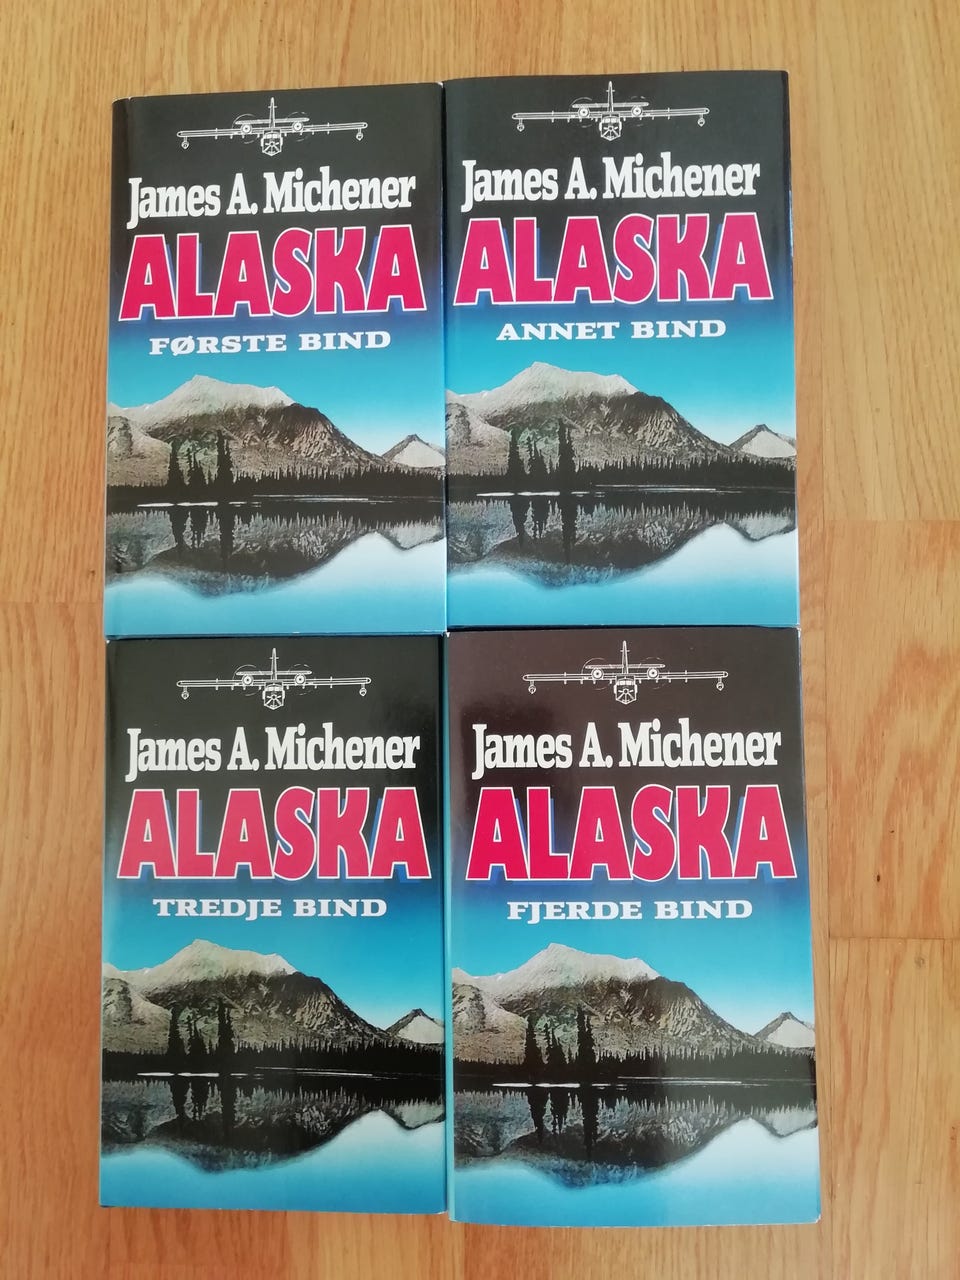 James A. Michener
ALASKA
FØRSTE BIND
James A. Michener
ALASKA
ANNET BIND
James A. Michener
ALASKA
TREDJE BIND
James A. Michener
ALASKA
FJERDE BIND